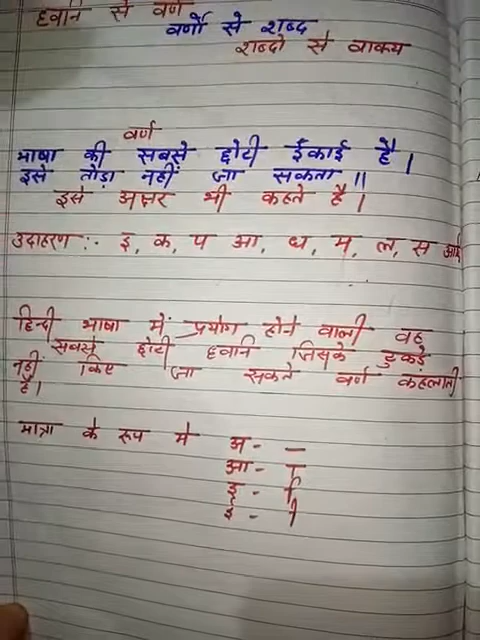 ध्वनि से वर्ण
वर्णों से शब्द
शब्दो से वाक्य
वर्ण
भाषा की सबसे छोटी ईकाई है।
इसे तोड़ा नहीं जा सकता॥
इसे अक्षर भी कहते है।
उदाहरण :- इ, क, प आ, ध, म, ल, स आदि
हिन्दी भाषा में प्रयोग होने वाली वह
सबसे छोटी ध्वनि जिसके टुकड़े
नहीं किए जा सकते वर्ण कहलाती
है।
मात्रा के रूप मे अ - —
आ - ा
इ - ि
ई - ी